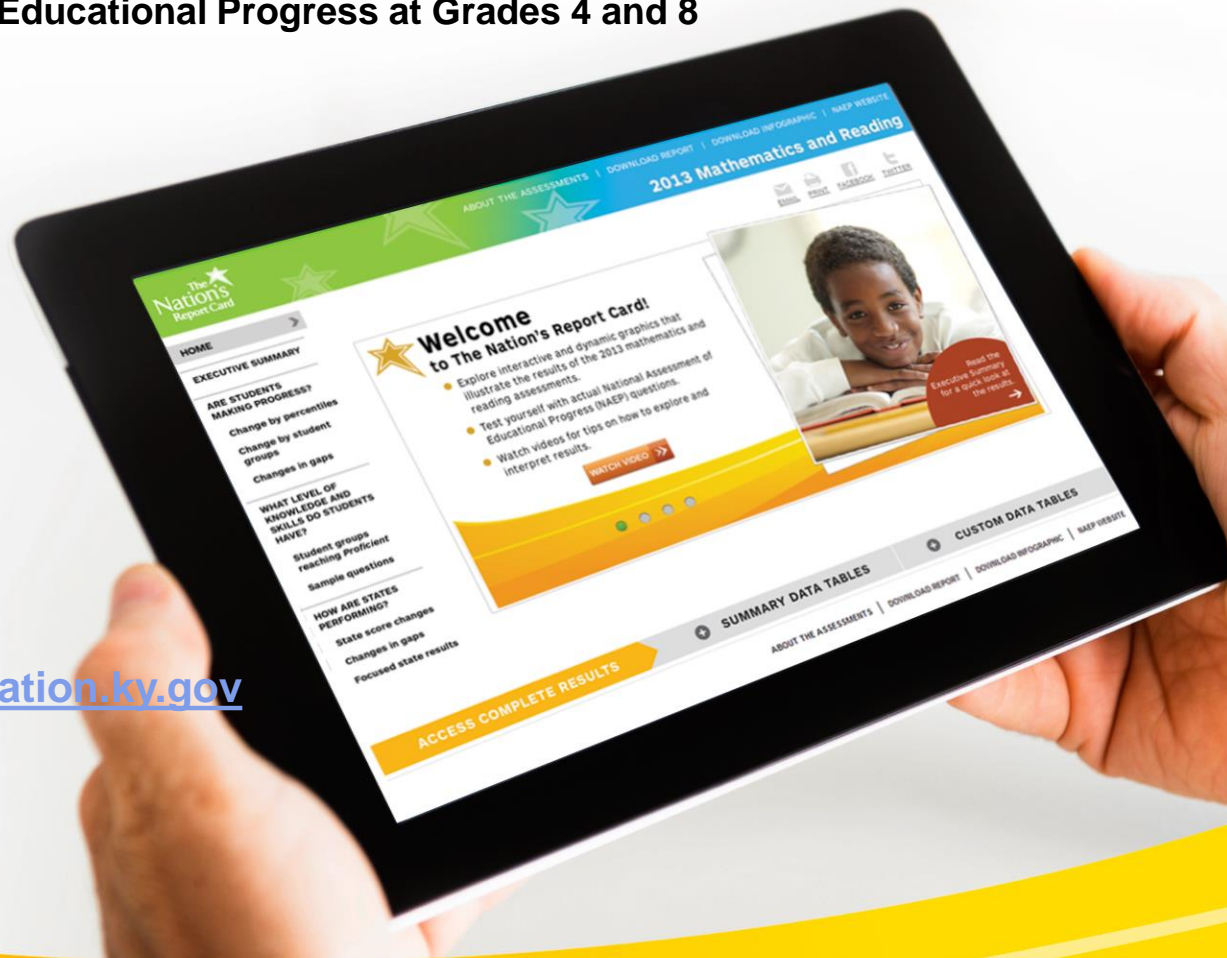 Educational Progress at Grades 4 and 8
ABOUT THE ASSESSMENTS | DOWNLOAD REPORT | DOWNLOAD INFOGRAPHIC | NAEP WEBSITE
2013 Mathematics and Reading
EMAIL PRINT FACEBOOK TWITTER
The
Nation's
Report Card
HOME
EXECUTIVE SUMMARY
ARE STUDENTS
MAKING PROGRESS?
Change by percentiles
Change by student
groups
Changes in gaps
WHAT LEVEL OF
KNOWLEDGE AND
SKILLS DO STUDENTS
HAVE?
Student groups
reaching Proficient
Sample questions
HOW ARE STATES
PERFORMING?
State score changes
Changes in gaps
Focused state results
Welcome
to The Nation's Report Card!
Explore interactive and dynamic graphics that
illustrate the results of the 2013 mathematics and
reading assessments.
Test yourself with actual National Assessment of
Educational Progress (NAEP) questions.
Watch videos for tips on how to explore and
interpret results.
WATCH VIDEO
Read the
Executive Summary
for a quick look at
the results.
ACCESS COMPLETE RESULTS
SUMMARY DATA TABLES
CUSTOM DATA TABLES
ABOUT THE ASSESSMENTS | DOWNLOAD REPORT | DOWNLOAD INFOGRAPHIC | NAEP WEBSITE
ation.ky.gov